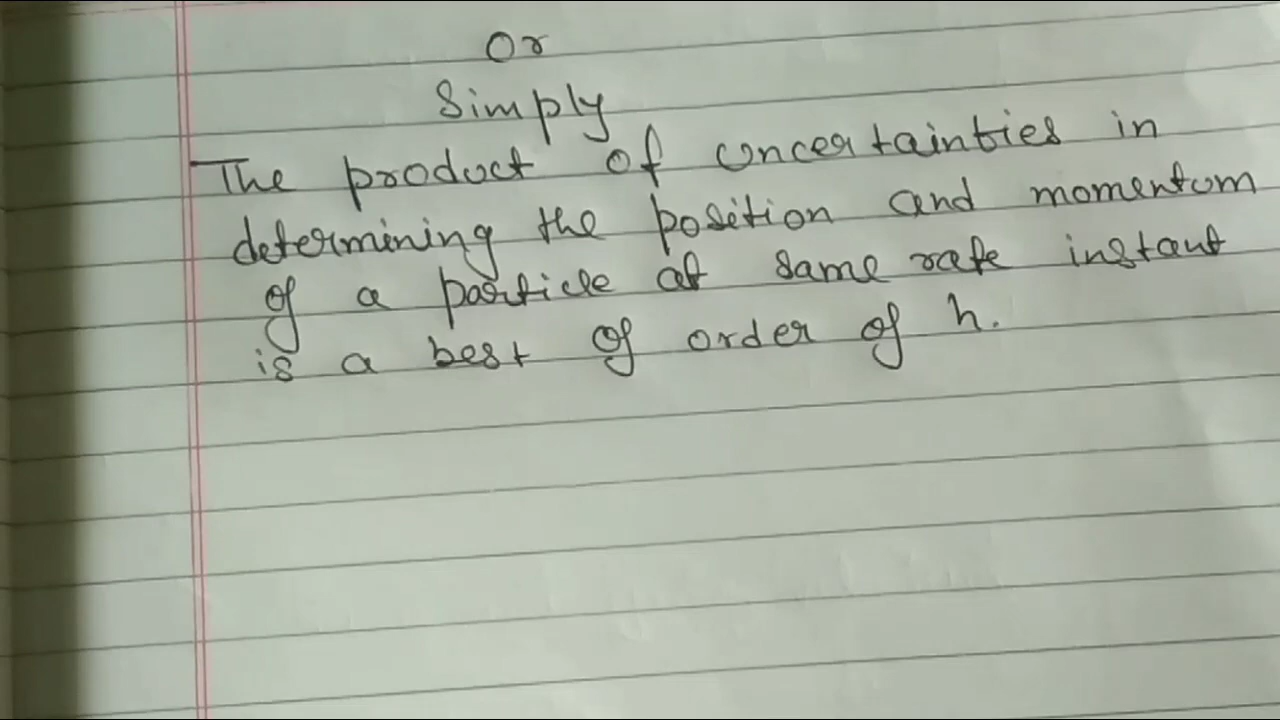 Or
Simply
The product of uncertainties in
determining the position and momentum
of a particle at same rate instant
is a best of order of h.